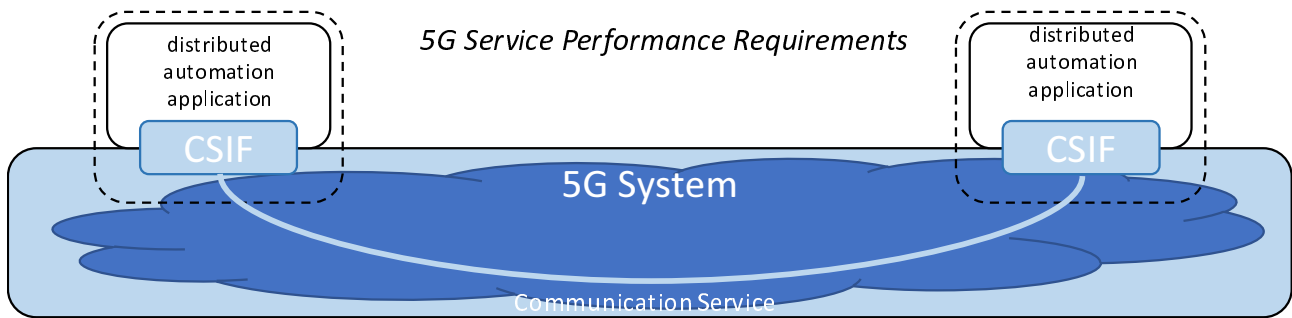 5G Service Performance Requirements
distributed
automation
application
distributed
automation
application
CSIF
CSIF
5G System
Communication Service